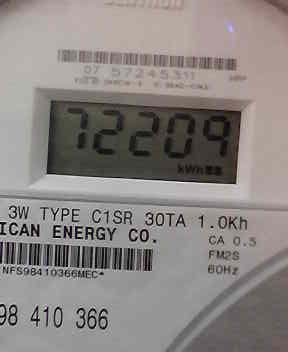 07 57245311
72209
kWh
3W TYPE C1SR 30TA 1.0Kh
ICAN ENERGY CO.
CA 0.5
FM2S
60Hz
NFS98410366MEC*
98 410 366